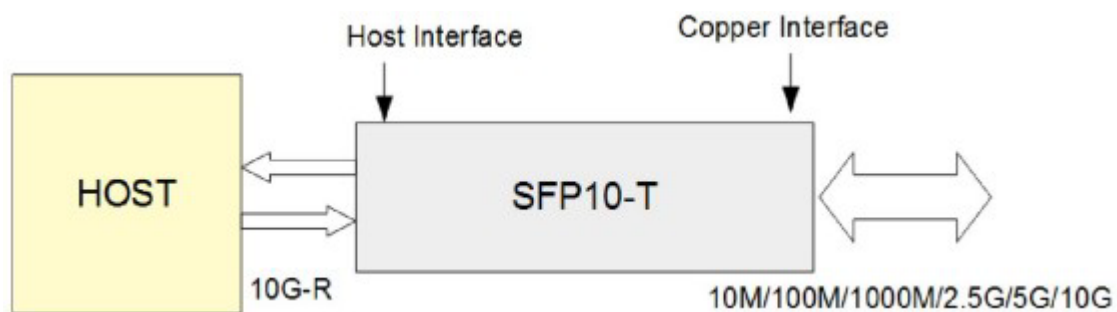 Host Interface
Copper Interface
HOST
SFP10-T
10G-R
10M/100M/1000M/2.5G/5G/10G